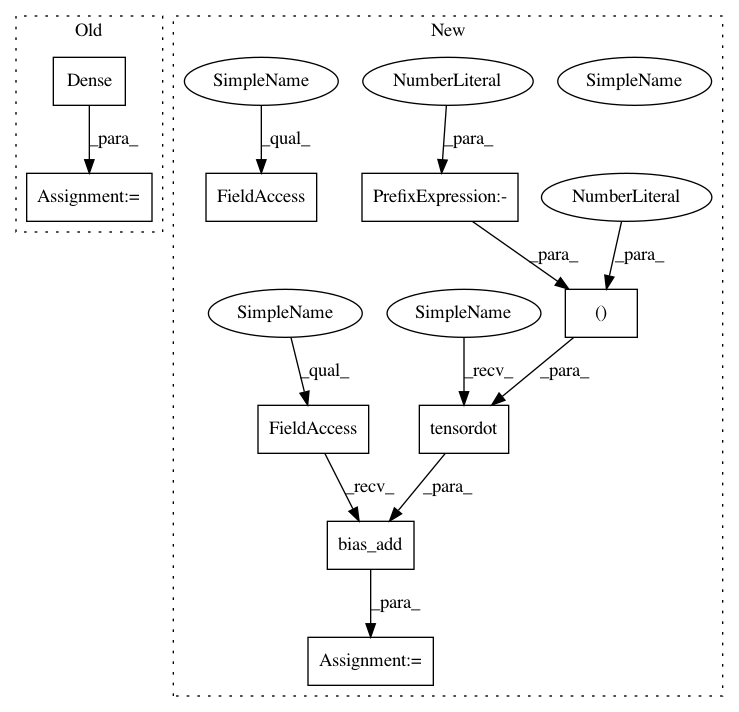 Old
New
Dense
SimpleName
NumberLiteral
SimpleName
_para_
_qual_
_para_
Assignment:=
FieldAccess
PrefixExpression:-
NumberLiteral
_para_
_para_
SimpleName
SimpleName
()
_qual_
_recv_
_para_
FieldAccess
tensordot
_recv_
_para_
bias_add
_para_
Assignment:=